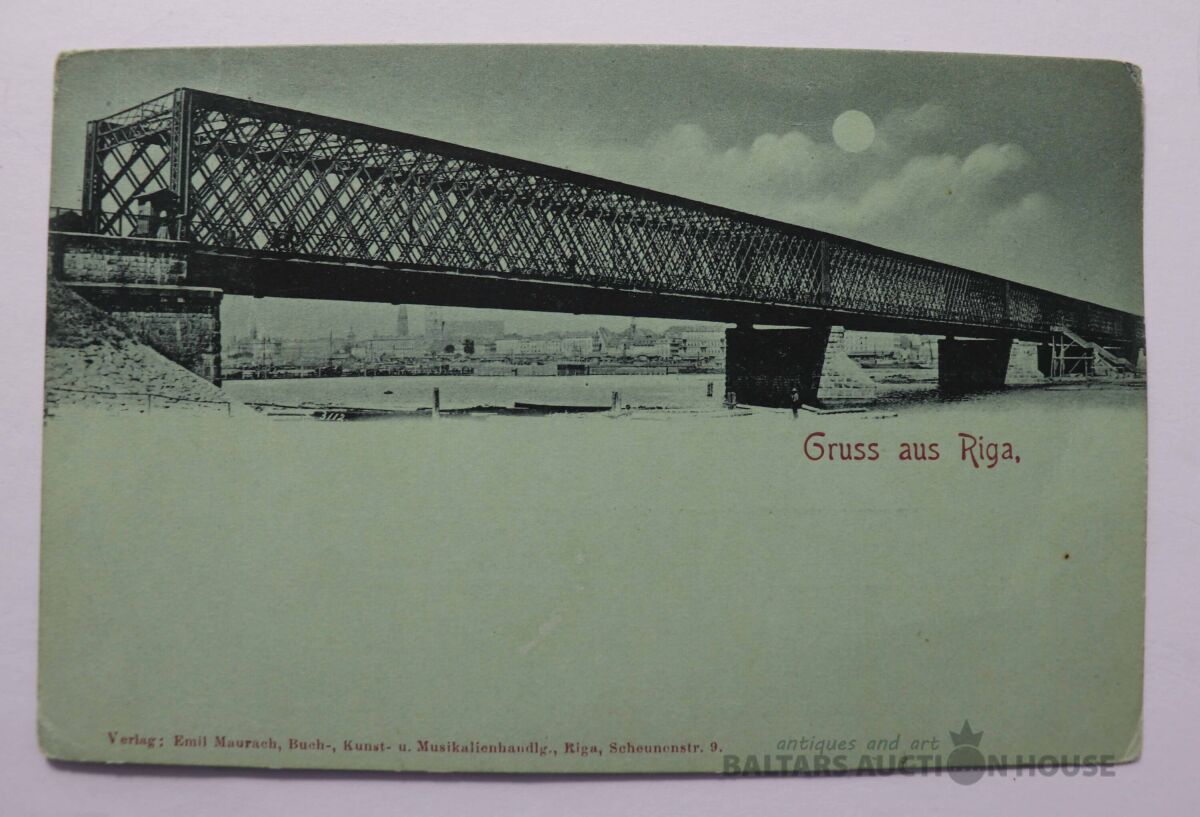 Gruss aus Riga,
Verlag: Emil Maurach, Buch-, Kunst- u. Musikalienhandlg., Riga, Scheunenstr. 9.
antiques and art
BALTARS AUCTION HOUSE